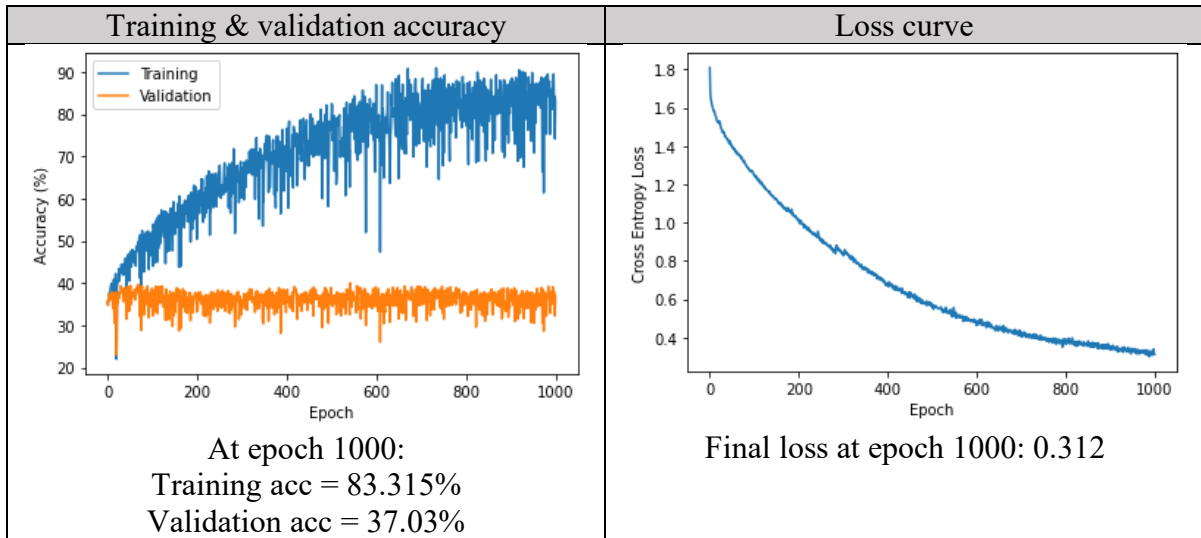 Training & validation accuracy
Loss curve
Training
Validation
90
80
70
60
50
40
30
20
Accuracy (%)
0
200
400
600
800
1000
Epoch
At epoch 1000:
Training acc = 83.315%
Validation acc = 37.03%
1.8
1.6
1.4
1.2
1.0
0.8
0.6
0.4
Cross Entropy Loss
0
200
400
600
800
1000
Epoch
Final loss at epoch 1000: 0.312